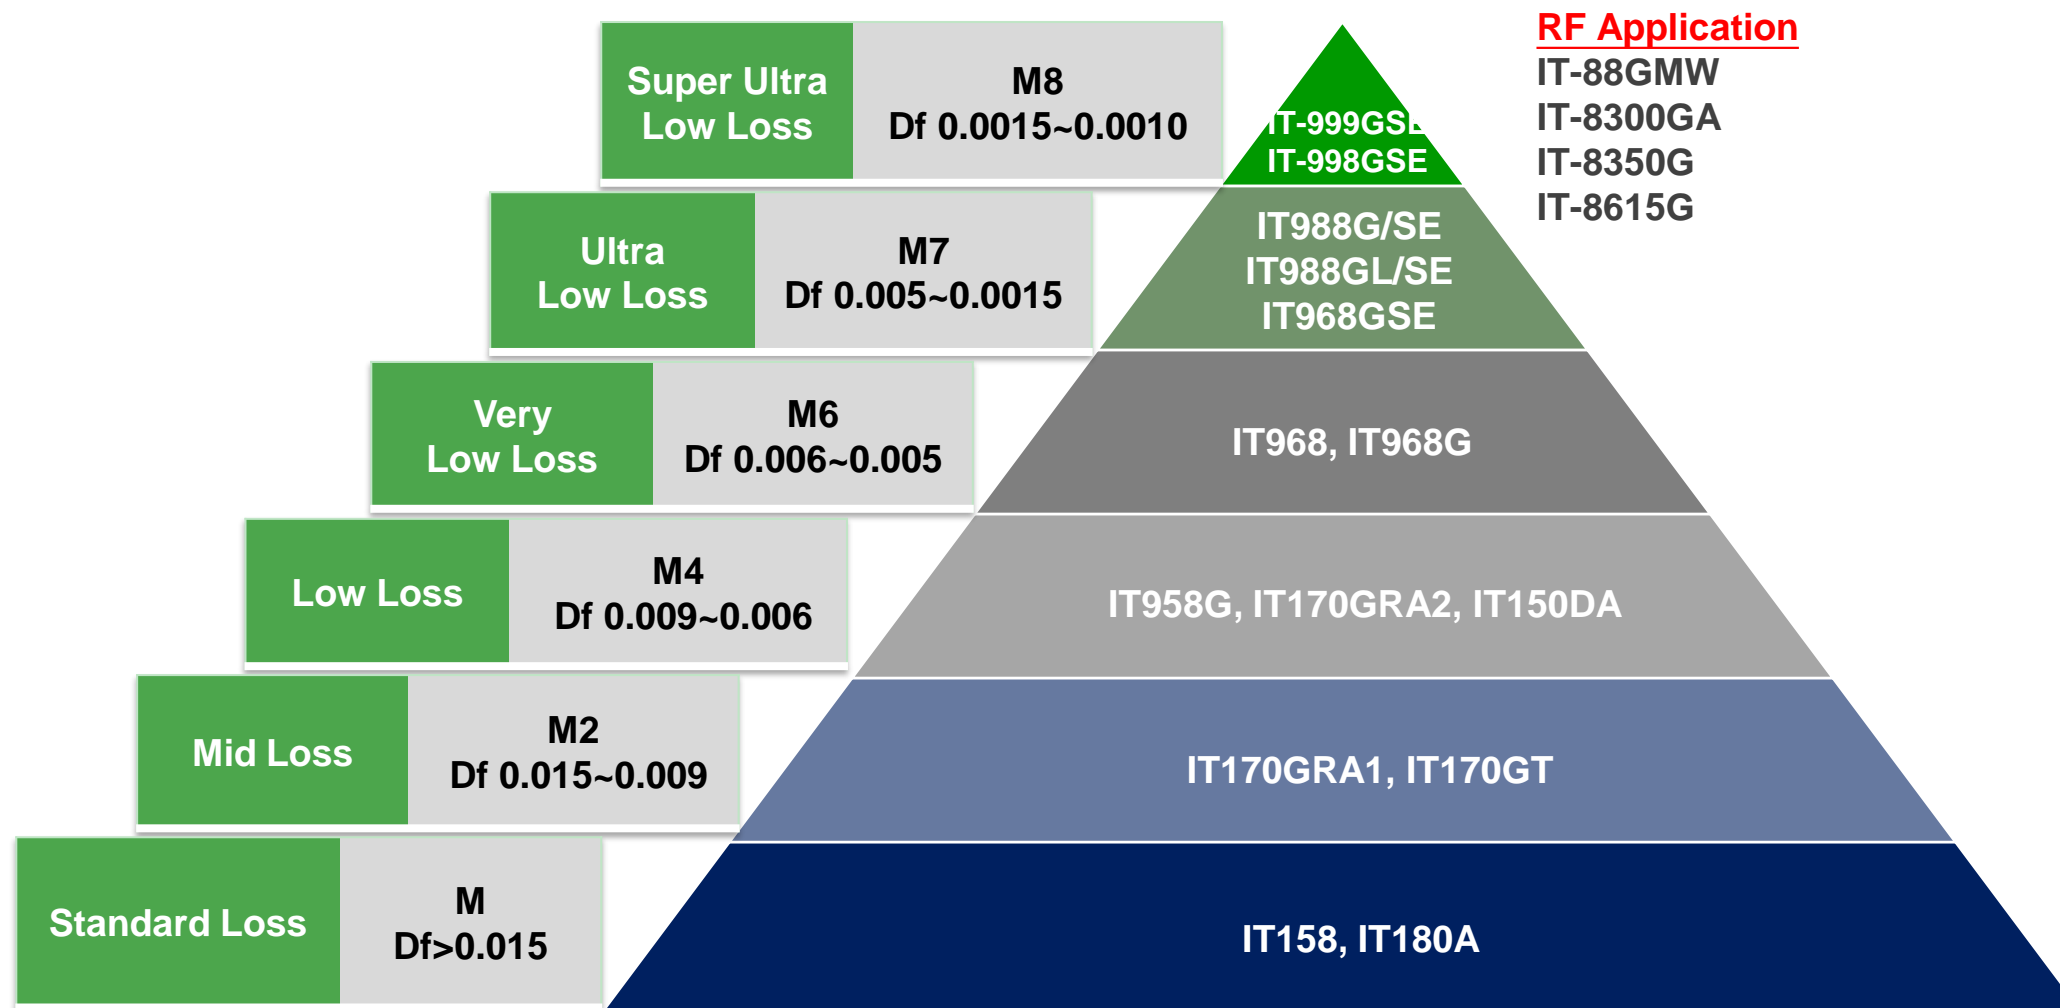 RF Application
IT-88GMW
IT-8300GA
IT-8350G
IT-8615G
Super Ultra
Low Loss
M8
Df 0.0015~0.0010
IT-999GSE
IT-998GSE
Ultra
Low Loss
M7
Df 0.005~0.0015
IT988G/SE
IT988GL/SE
IT968GSE
Very
Low Loss
M6
Df 0.006~0.005
IT968, IT968G
Low Loss
M4
Df 0.009~0.006
IT958G, IT170GRA2, IT150DA
Mid Loss
M2
Df 0.015~0.009
IT170GRA1, IT170GT
Standard Loss
M
Df>0.015
IT158, IT180A